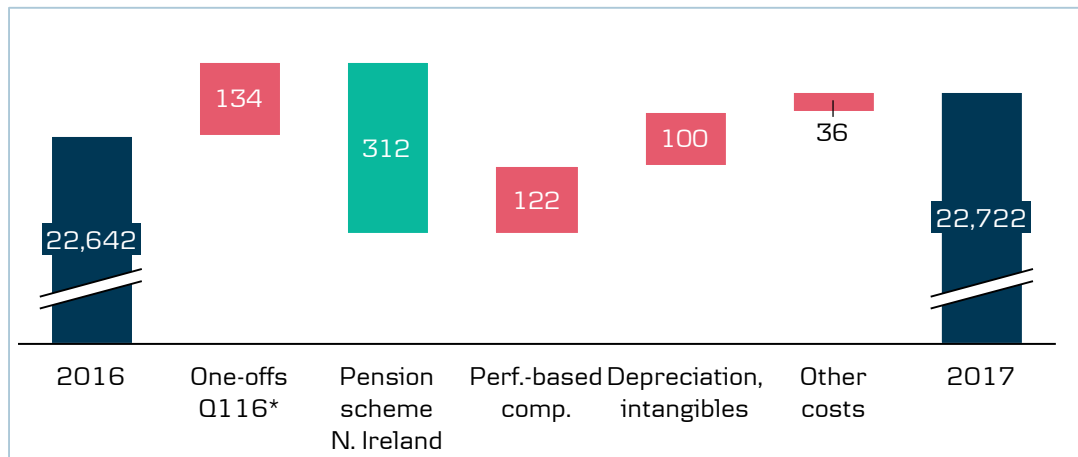 134
312
100
36
122
22,642
22,722
2016
One-offs
Q116*
Pension
scheme
N. Ireland
Perf.-based
comp.
Depreciation,
intangibles
Other
costs
2017